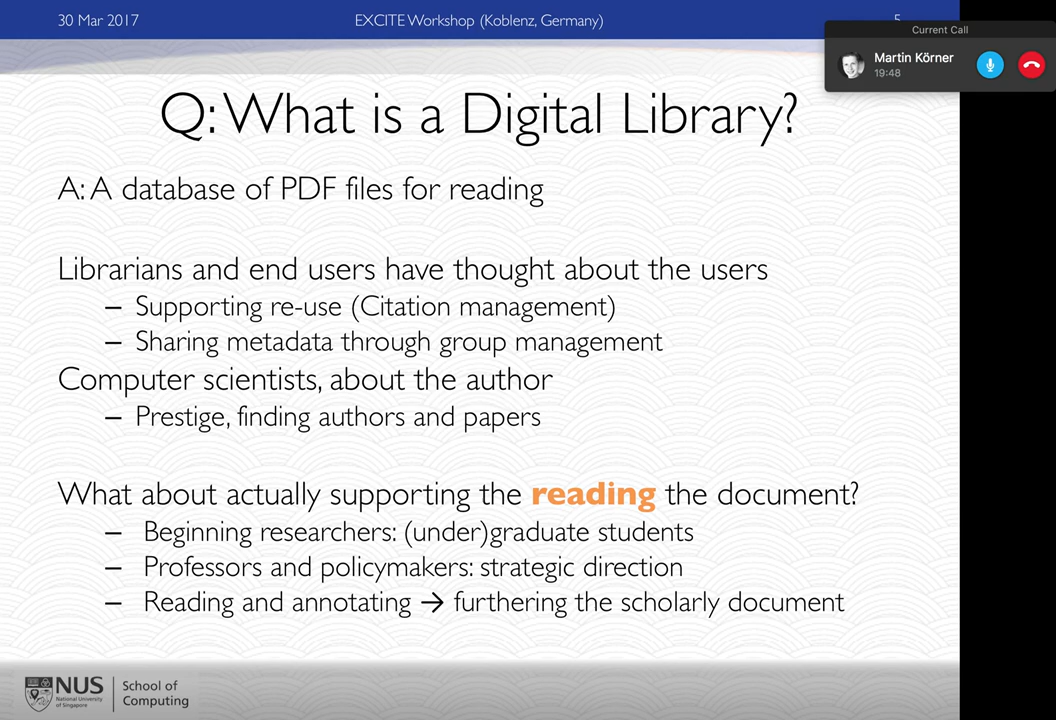 30 Mar 2017
EXCITE Workshop (Koblenz, Germany)
5
Current Call
Martin Körner
19:48
Q: What is a Digital Library?
A: A database of PDF files for reading
Librarians and end users have thought about the users
– Supporting re-use (Citation management)
– Sharing metadata through group management
Computer scientists, about the author
– Prestige, finding authors and papers
What about actually supporting the reading the document?
– Beginning researchers: (under)graduate students
– Professors and policymakers: strategic direction
– Reading and annotating → furthering the scholarly document
NUS
National University
of Singapore
School of
Computing